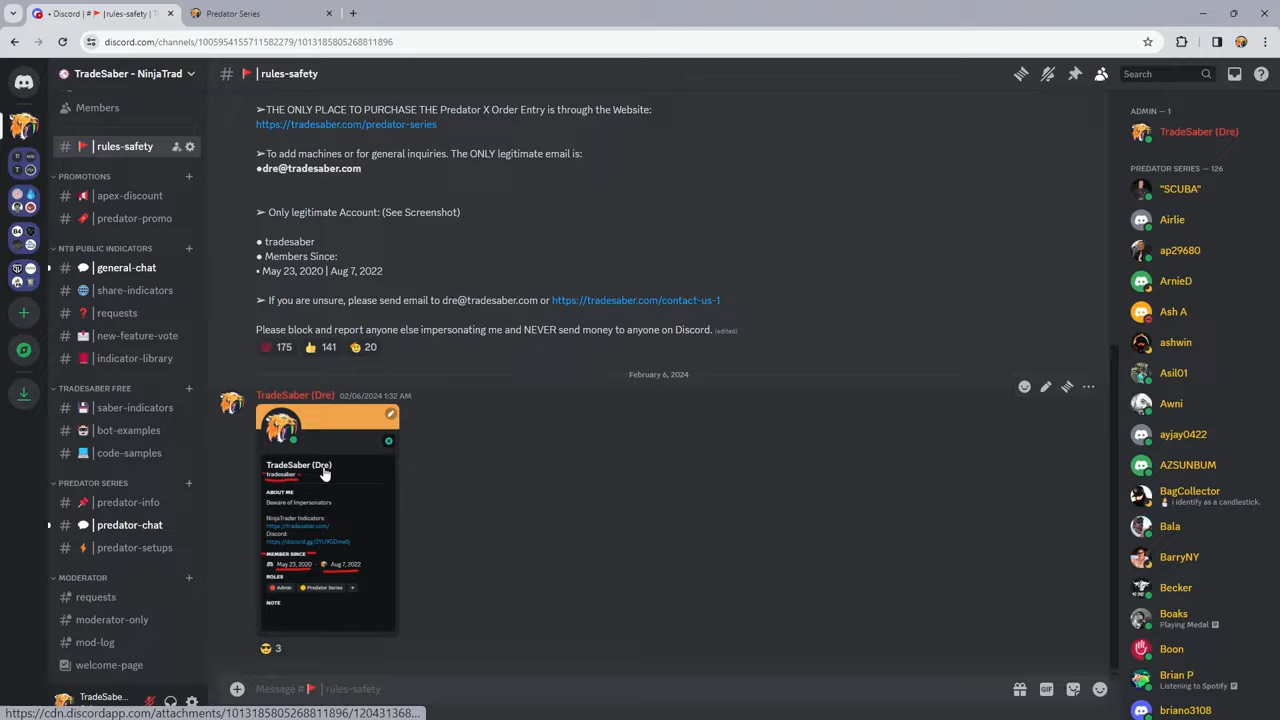 Discord | # 🚩 | rules-safety | T
Predator Series
discord.com/channels/1005954155711582279/1013185805268811896
TradeSaber - NinjaTrad
Members
rules-safety
PROMOTIONS
apex-discount
predator-promo
NT8 PUBLIC INDICATORS
general-chat
share-indicators
requests
new-feature-vote
indicator-library
TRADESABER FREE
saber-indicators
bot-examples
code-samples
PREDATOR SERIES
predator-info
predator-chat
predator-setups
MODERATOR
requests
moderator-only
mod-log
welcome-page
TradeSabe...
https://cdn.discordapp.com/attachments/1013185805268811896/120431368...
# 🚩 | rules-safety
Search
➢THE ONLY PLACE TO PURCHASE THE Predator X Order Entry is through the Website:
https://tradesaber.com/predator-series
➢To add machines or for general inquiries. The ONLY legitimate email is:
●dre@tradesaber.com
➢ Only legitimate Account: (See Screenshot)
● tradesaber
● Members Since:
• May 23, 2020 | Aug 7, 2022
➢ If you are unsure, please send email to dre@tradesaber.com or https://tradesaber.com/contact-us-1
Please block and report anyone else impersonating me and NEVER send money to anyone on Discord. (edited)
175 141 20
February 6, 2024
TradeSaber (Dre) 02/06/2024 1:32 AM
TradeSaber (Dre)
tradesaber
ABOUT ME
Beware of Impersonators
NinjaTrader Indicators:
https://tradesaber.com/
Discord:
MEMBER SINCE
May 23, 2020 Aug 7, 2022
ROLES
Admin Predator Series +
NOTE
3
Message # 🚩 | rules-safety
GIF
ADMIN — 1
TradeSaber (Dre)
PREDATOR SERIES — 126
"SCUBA"
Airlie
ap29680
ArnieD
Ash A
ashwin
Asil01
Awni
ayjay0422
AZSUNBUM
BagCollector
i identify as a candlestick.
Bala
BarryNY
Becker
Boaks
Playing Medal
Boon
Brian P
Listening to Spotify
briano3108